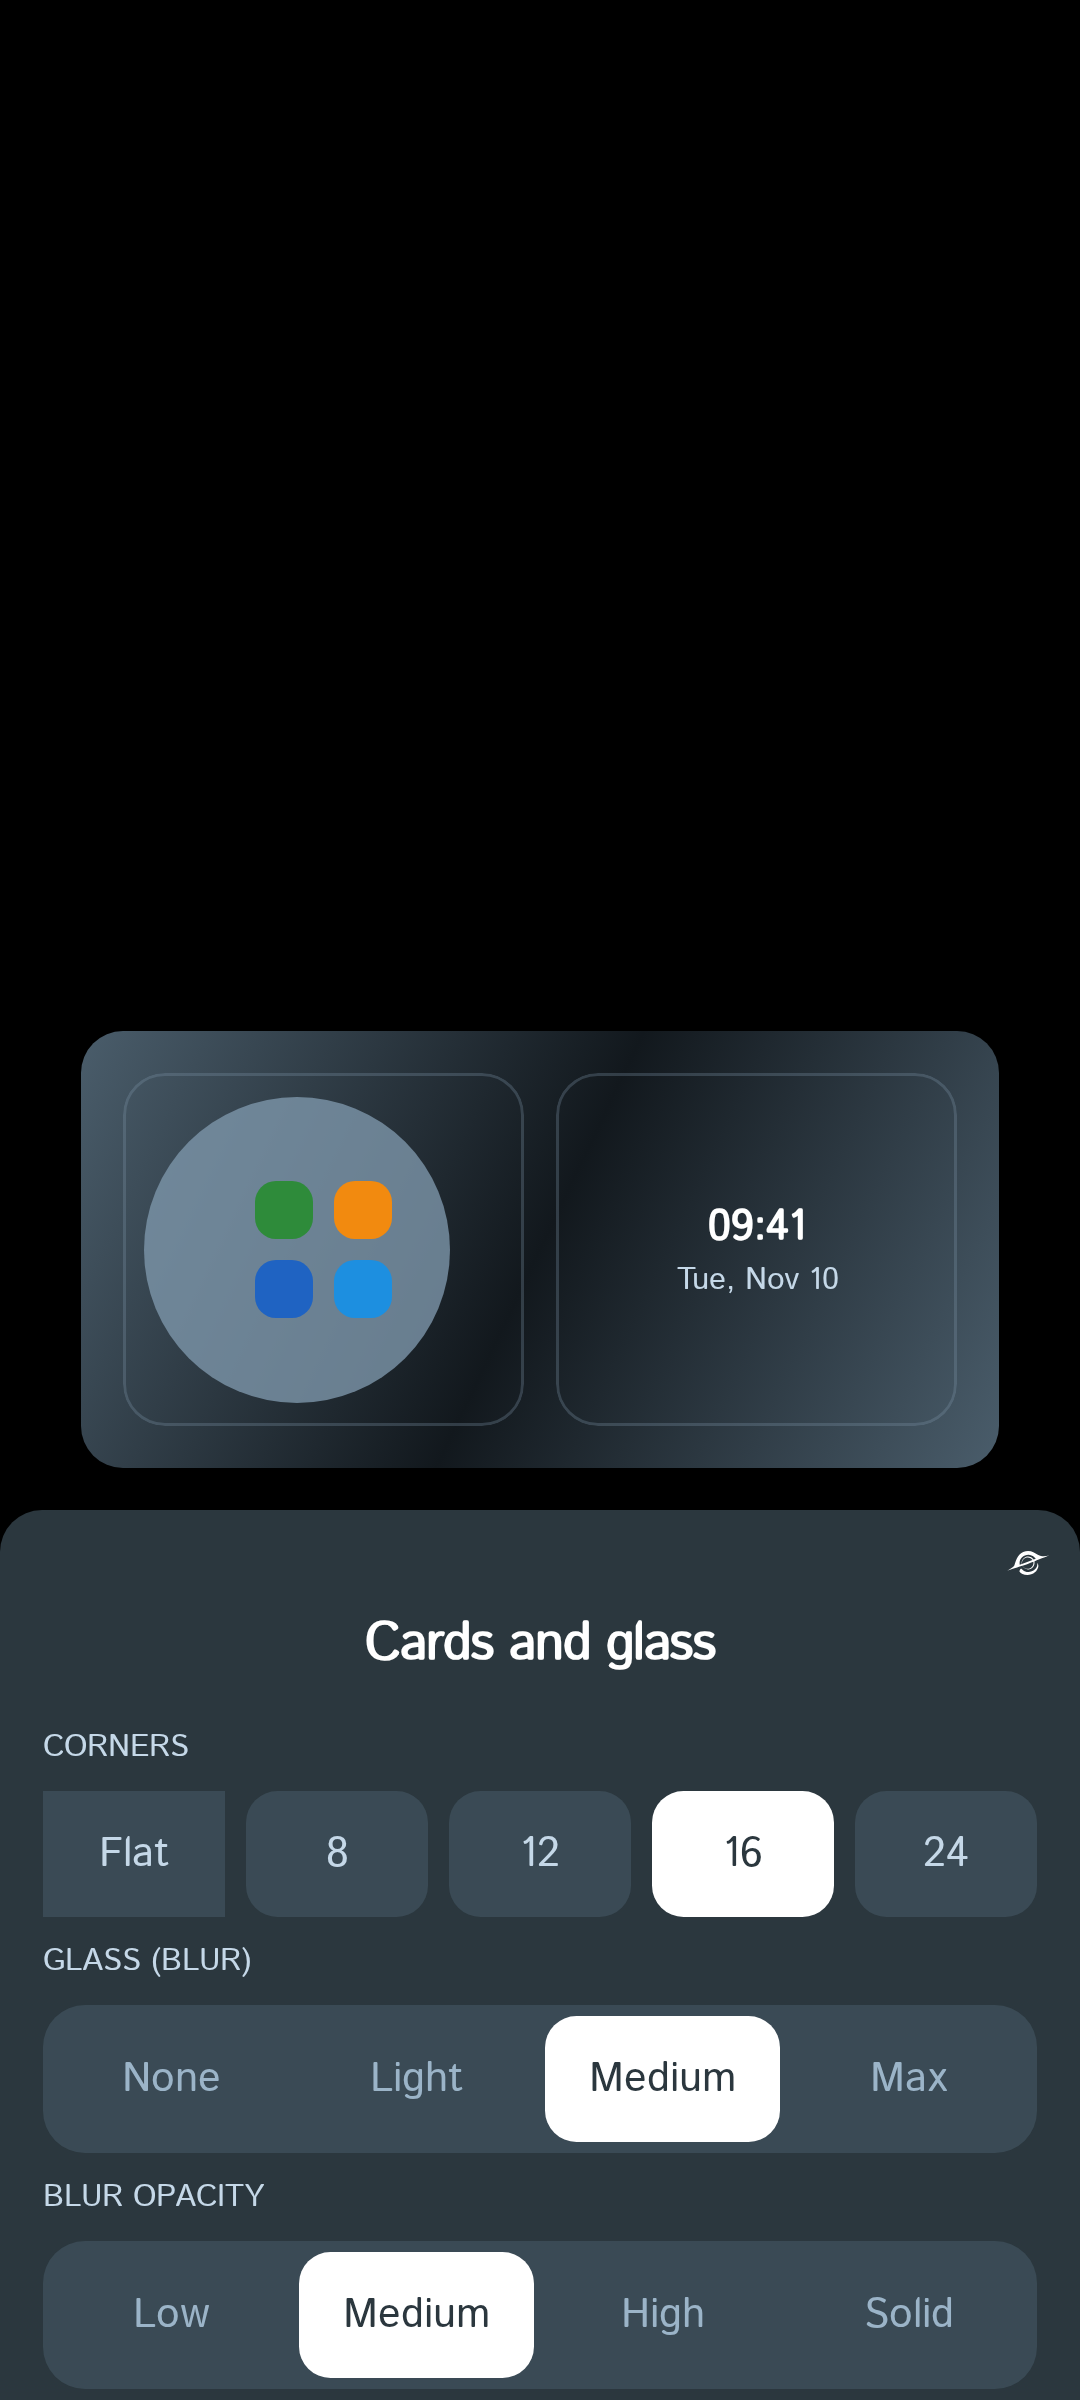 09:41
Tue, Nov 10
Cards and glass
CORNERS
Flat 8 12 16 24
GLASS (BLUR)
None Light Medium Max
BLUR OPACITY
Low Medium High Solid